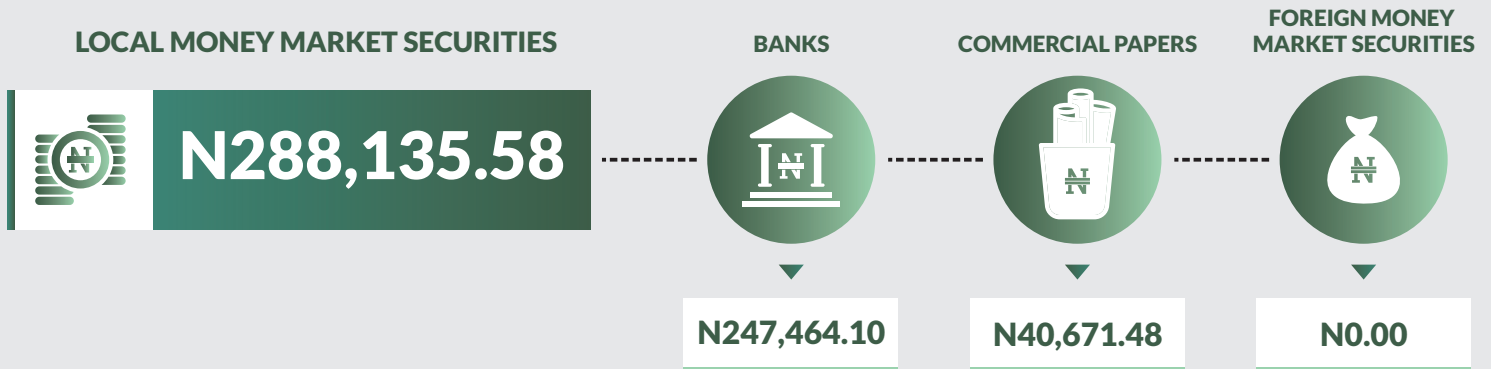 LOCAL MONEY MARKET SECURITIES
N288,135.58
BANKS
N247,464.10
COMMERCIAL PAPERS
N40,671.48
FOREIGN MONEY
MARKET SECURITIES
N0.00